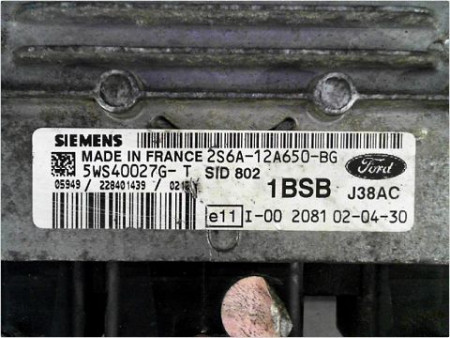 SIEMENS
MADE IN FRANCE 2S6A-12A650-BG
5WS40027G-T SID 802
Ford
05949 / 228401439 / 021
1BSB J38AC
e11 I-00 2081 02-04-30